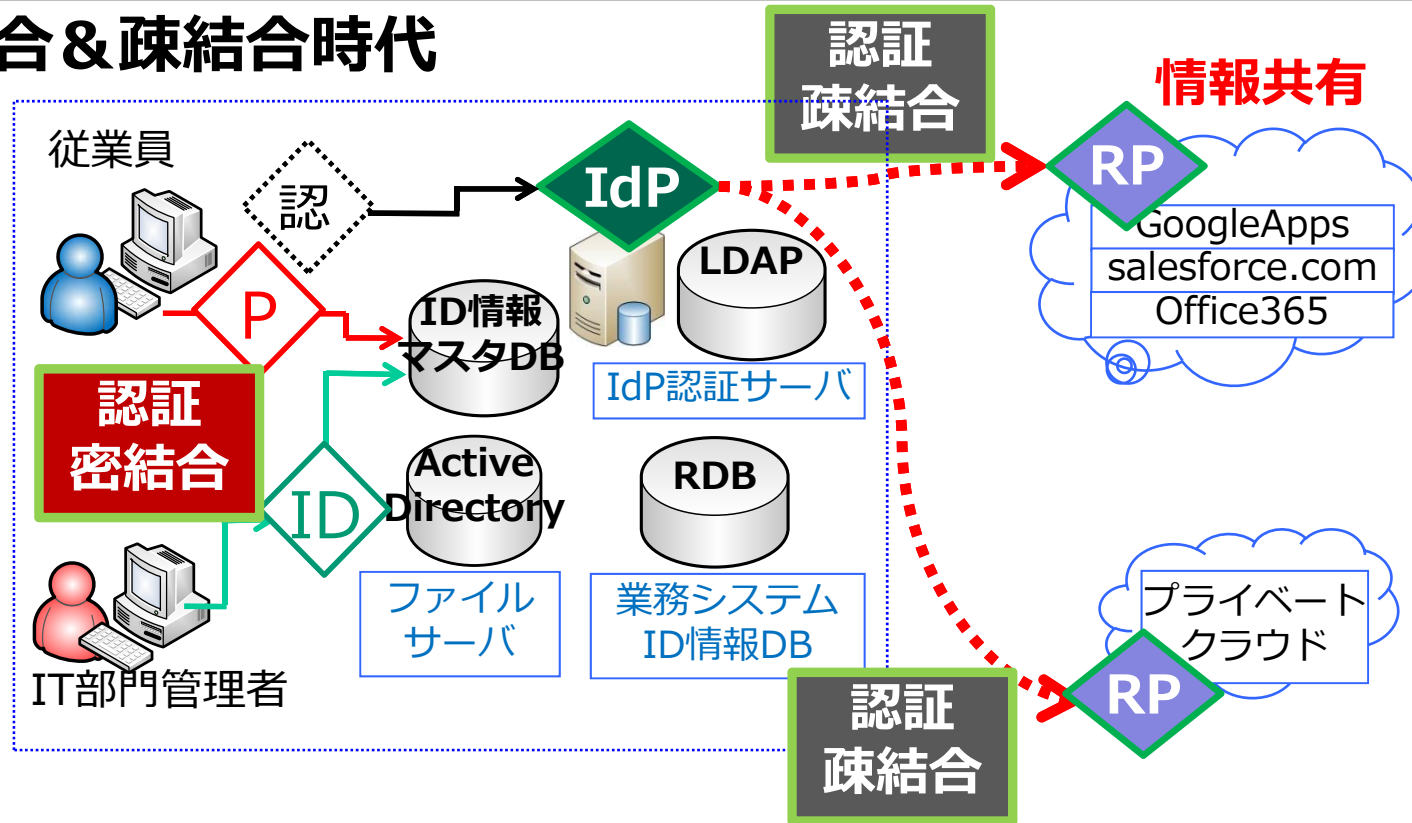 合＆疎結合時代
認証
疎結合
情報共有
従業員
認
IdP
RP
GoogleApps
salesforce.com
Office365
LDAP
P
ID情報
マスタDB
IdP認証サーバ
認証
密結合
ID
Active
Directory
RDB
ファイル
サーバ
業務システム
ID情報DB
IT部門管理者
プライベート
クラウド
RP
認証
疎結合